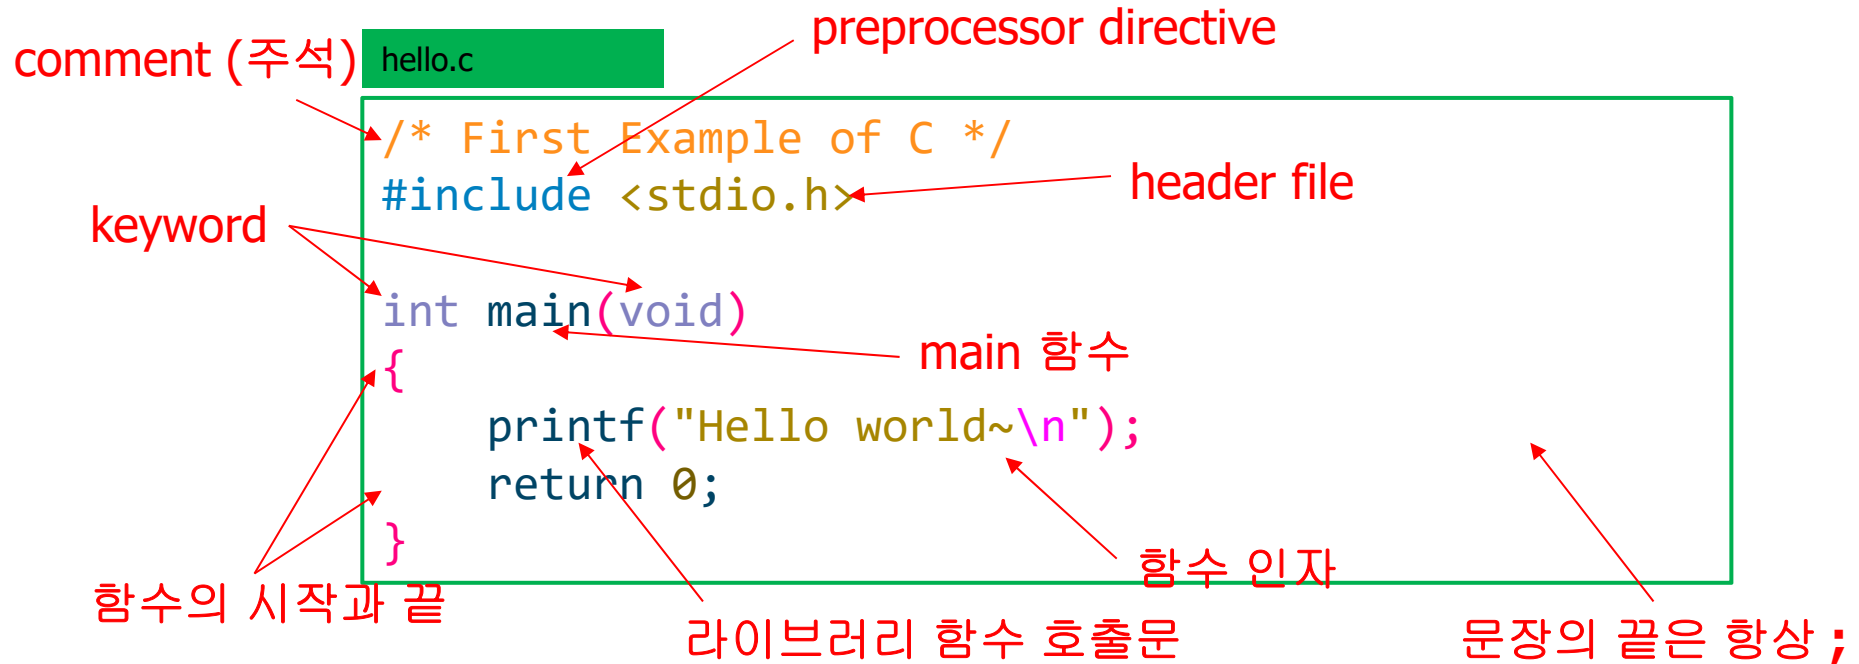 preprocessor directive
comment (주석)
hello.c
/* First Example of C */
#include <stdio.h>
header file
keyword
int main(void)
main 함수
{
printf("Hello world~\n");
return 0;
}
함수 인자
함수의 시작과 끝
라이브러리 함수 호출문
문장의 끝은 항상 ;